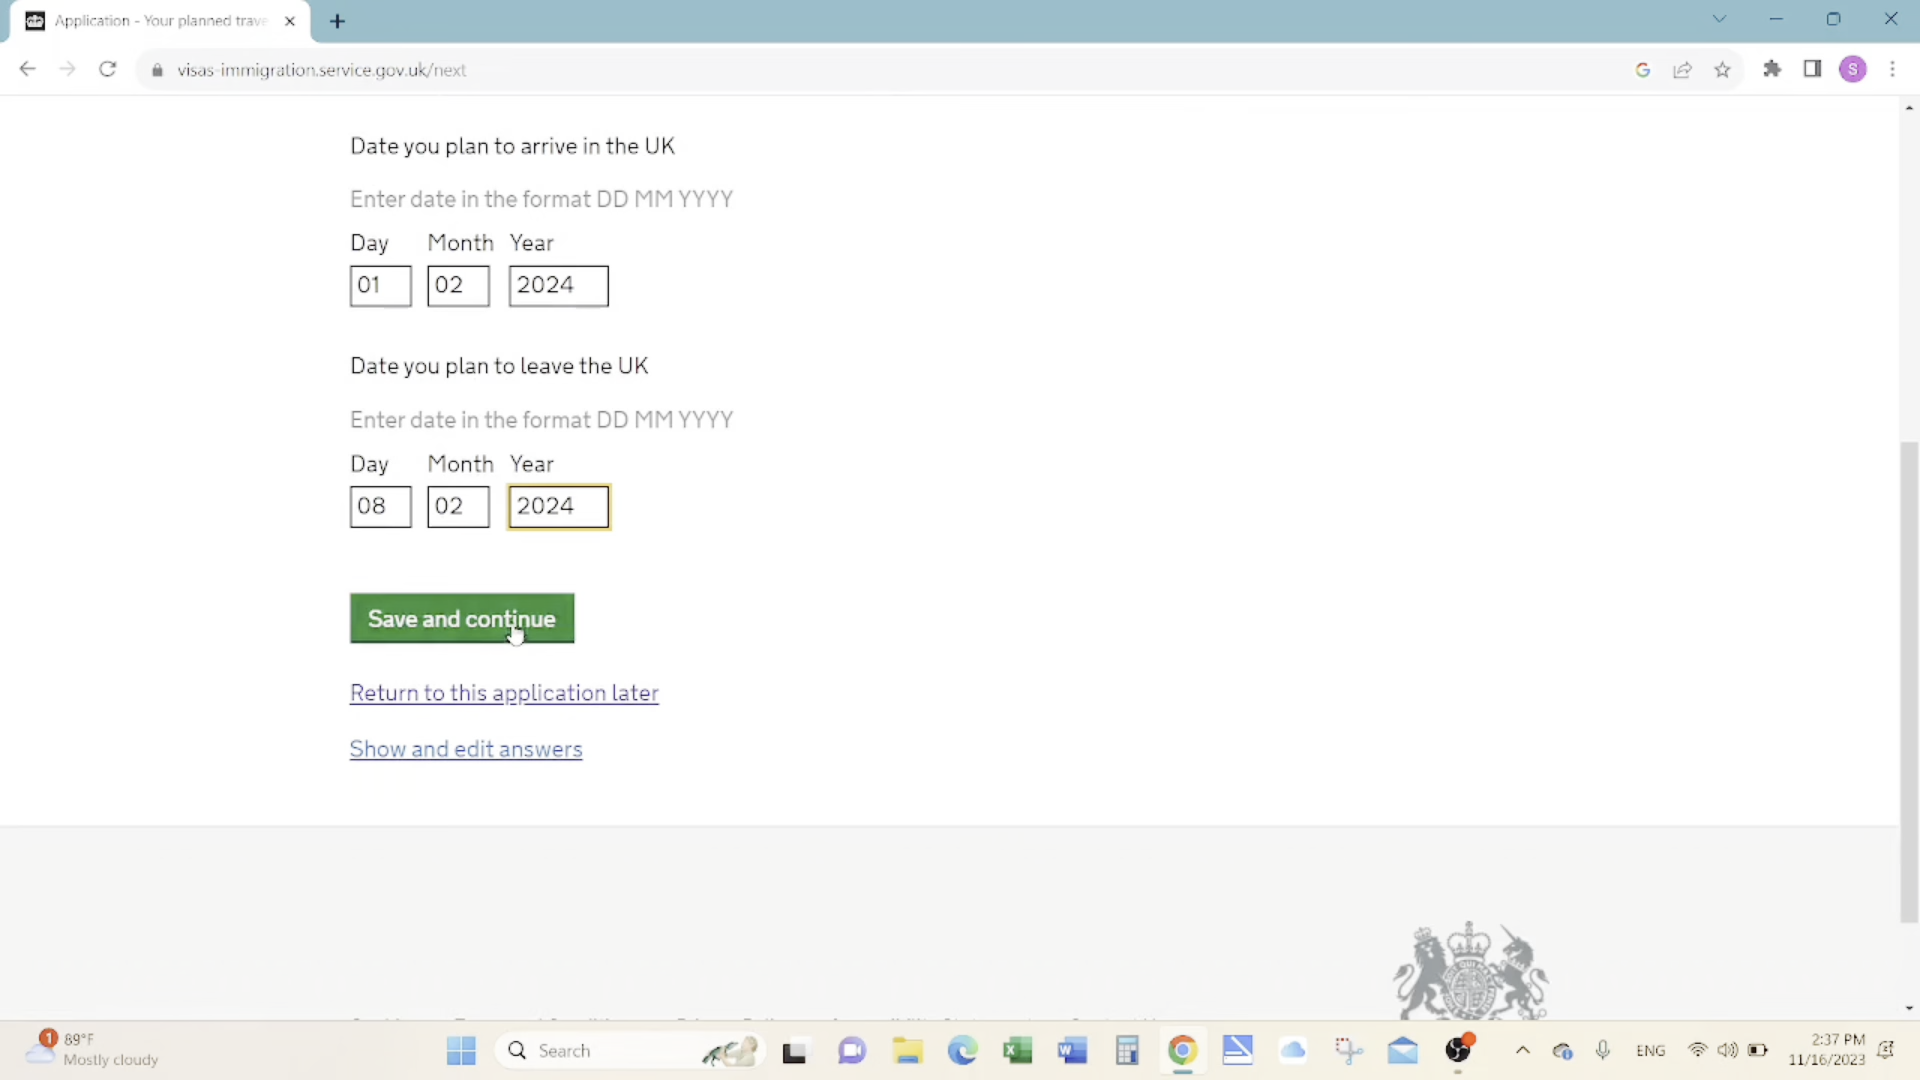 Application - Your planned trave
visas-immigration.service.gov.uk/next
S
Date you plan to arrive in the UK
Enter date in the format DD MM YYYY
Day Month Year
01 02 2024
Date you plan to leave the UK
Enter date in the format DD MM YYYY
Day Month Year
08 02 2024
Save and continue
Return to this application later
Show and edit answers
1
89°F
Mostly cloudy
Search
ENG
2:37 PM
11/16/2023